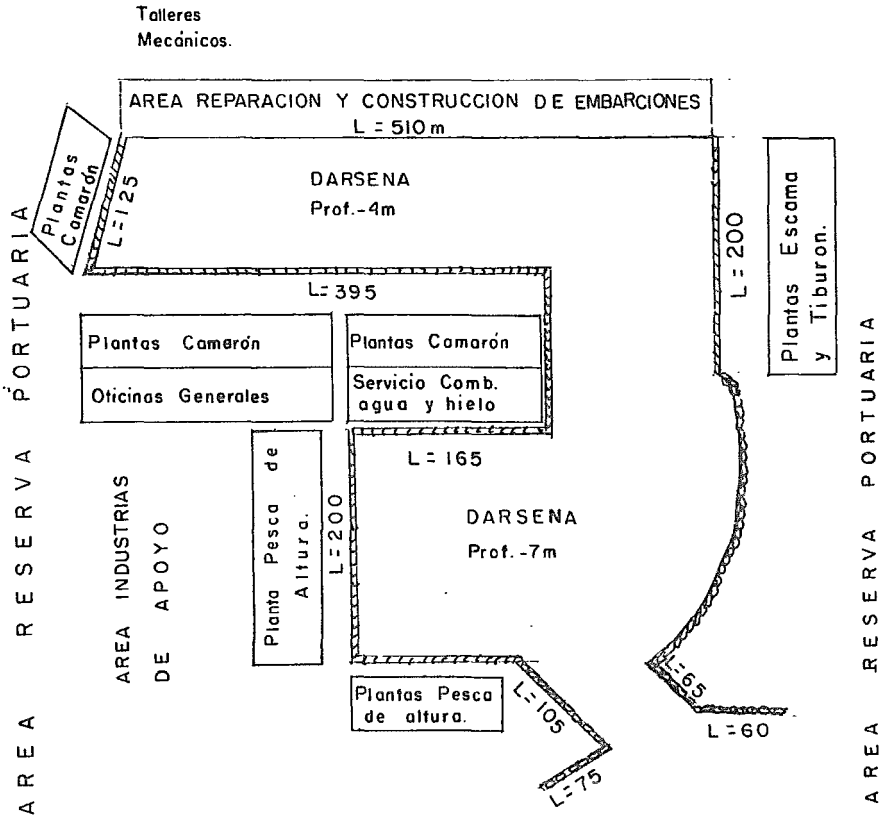 Talleres
Mecánicos.
AREA REPARACION Y CONSTRUCCION DE EMBARCIONES
L = 510 m
Plantas
Camarón
L=125
DARSENA
Prof.-4m
L=200
Plantas Escama
y Tiburon.
L=395
Plantas Camarón
Oficinas Generales
Plantas Camarón
Servicio Comb.
agua y hielo
L = 165
Planta Pesca de
Altura.
L=200
DARSENA
Prof.-7m
AREA INDUSTRIAS
DE APOYO
Plantas Pesca
de altura.
L=105
L=75
L=65
L=60
AREA RESERVA PORTUARIA
AREA RESERVA PORTUARIA